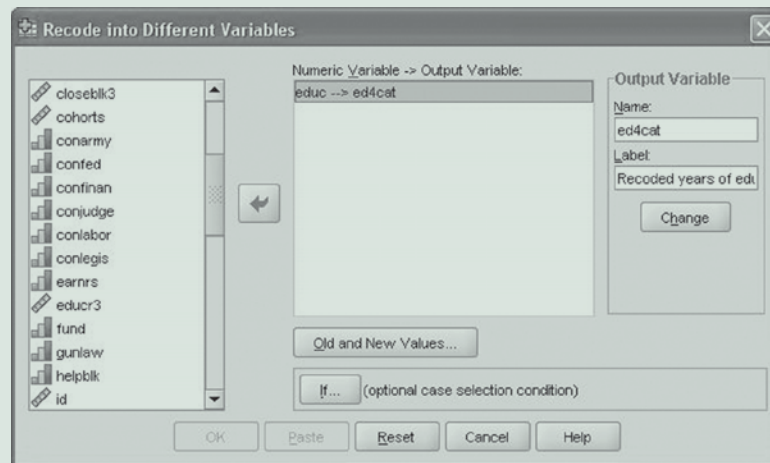 Recode into Different Variables
closeblk3
cohorts
conarmy
confed
confinan
conjudge
conlabor
conlegis
earnrs
educr3
fund
gunlaw
helpblk
id
Numeric Variable -> Output Variable:
educ --> ed4cat
Old and New Values...
If... (optional case selection condition)
Output Variable
Name:
ed4cat
Label:
Recoded years of edu
Change
OK Paste Reset Cancel Help